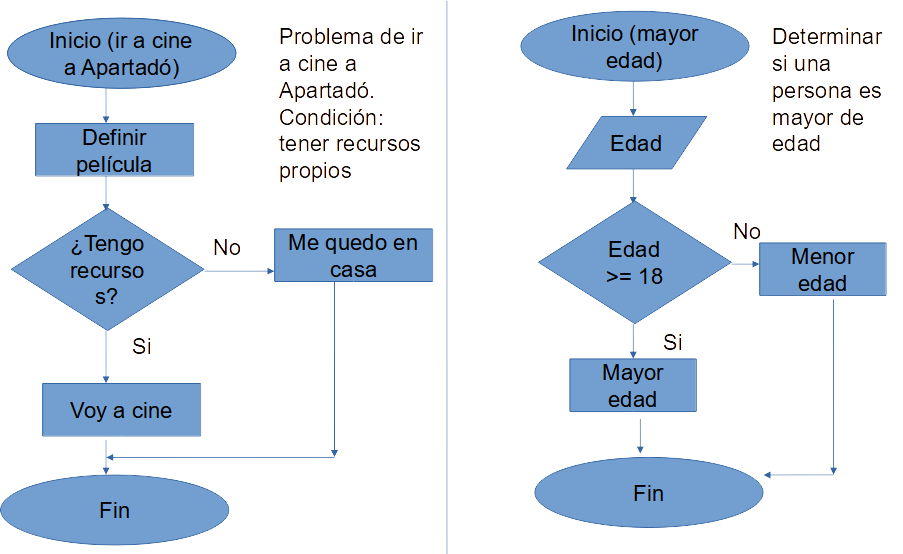 Inicio (ir a cine
a Apartadó)
Problema de ir
a cine a
Apartadó.
Condición:
tener recursos
propios
Definir
película
¿Tengo
recurso
s?
No
Me quedo en
casa
Si
Voy a cine
Fin
Inicio (mayor
edad)
Determinar
si una
persona es
mayor de
edad
Edad
Edad
>= 18
No
Menor
edad
Si
Mayor
edad
Fin